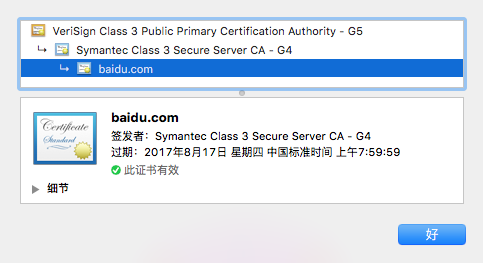 VeriSign Class 3 Public Primary Certification Authority - G5
Symantec Class 3 Secure Server CA - G4
baidu.com
Certificate
Standard
baidu.com
签发者：Symantec Class 3 Secure Server CA - G4
过期：2017年8月17日 星期四 中国标准时间 上午7:59:59
此证书有效
细节
好